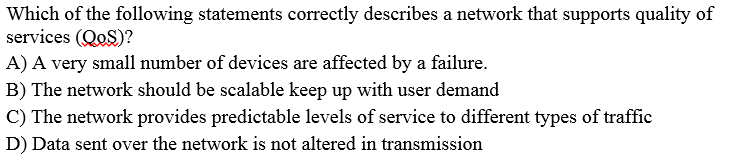 Which of the following statements correctly describes a network that supports quality of
services (QoS)?
A) A very small number of devices are affected by a failure.
B) The network should be scalable keep up with user demand
C) The network provides predictable levels of service to different types of traffic
D) Data sent over the network is not altered in transmission